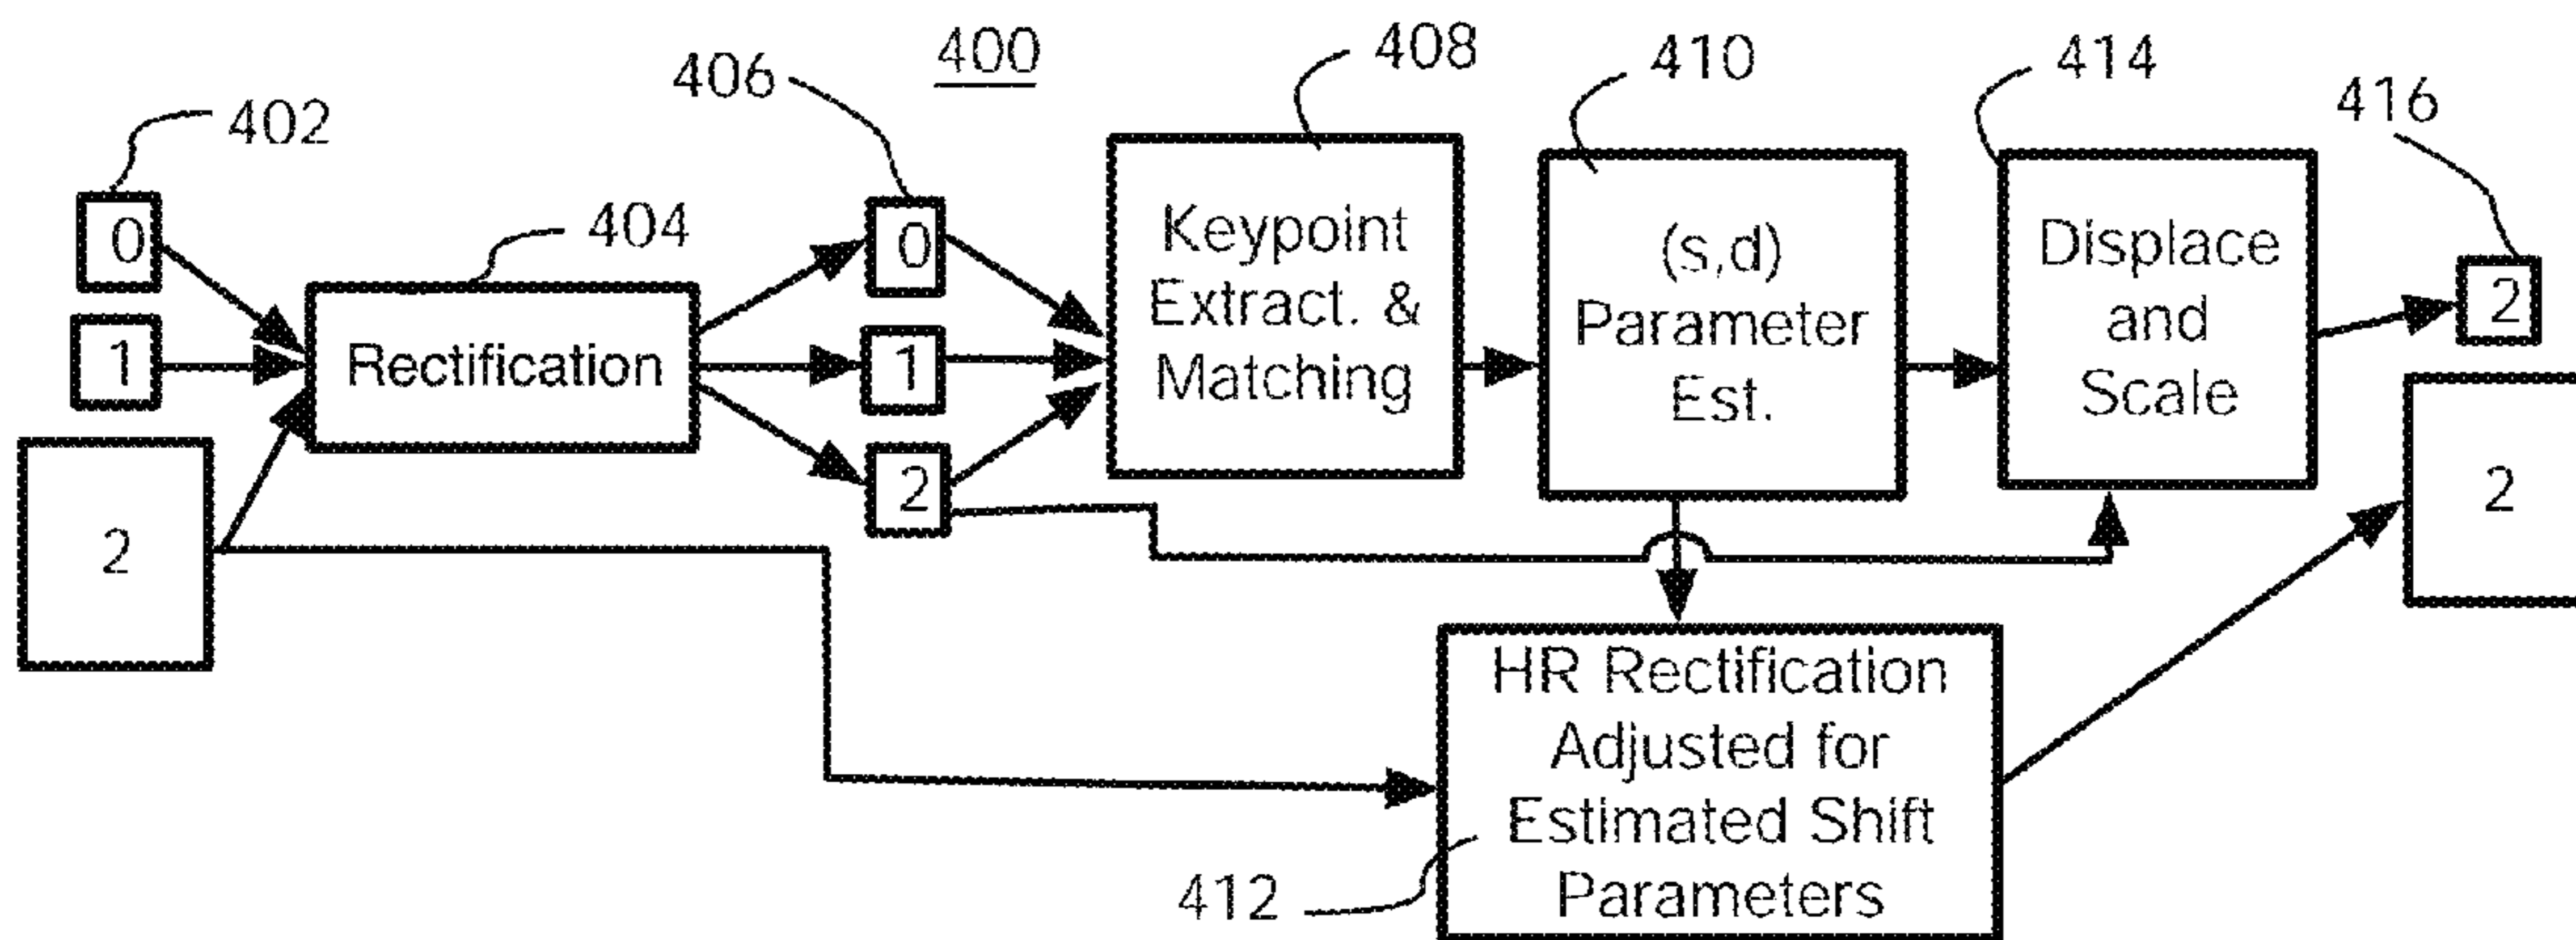 400
402
406
408
410
414
416
404
0
1
2
Rectification
0
1
2
Keypoint
Extract. &
Matching
(s,d)
Parameter
Est.
Displace
and
Scale
2
2
HR Rectification
Adjusted for
Estimated Shift
Parameters
412